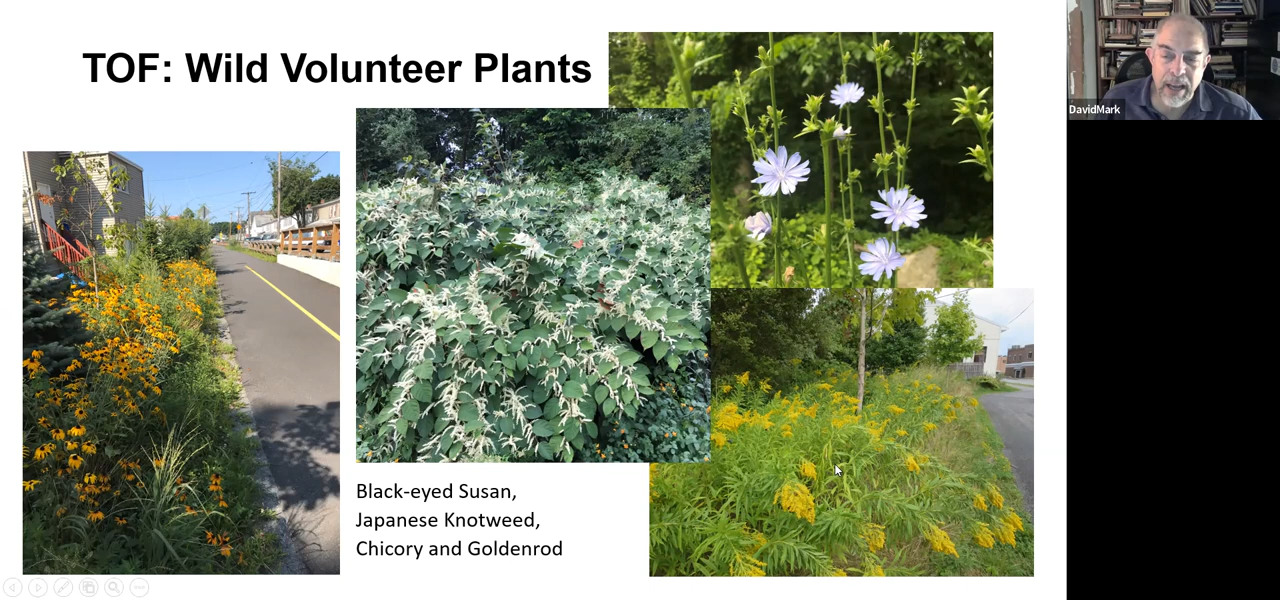 TOF: Wild Volunteer Plants
DavidMark
Black-eyed Susan,
Japanese Knotweed,
Chicory and Goldenrod